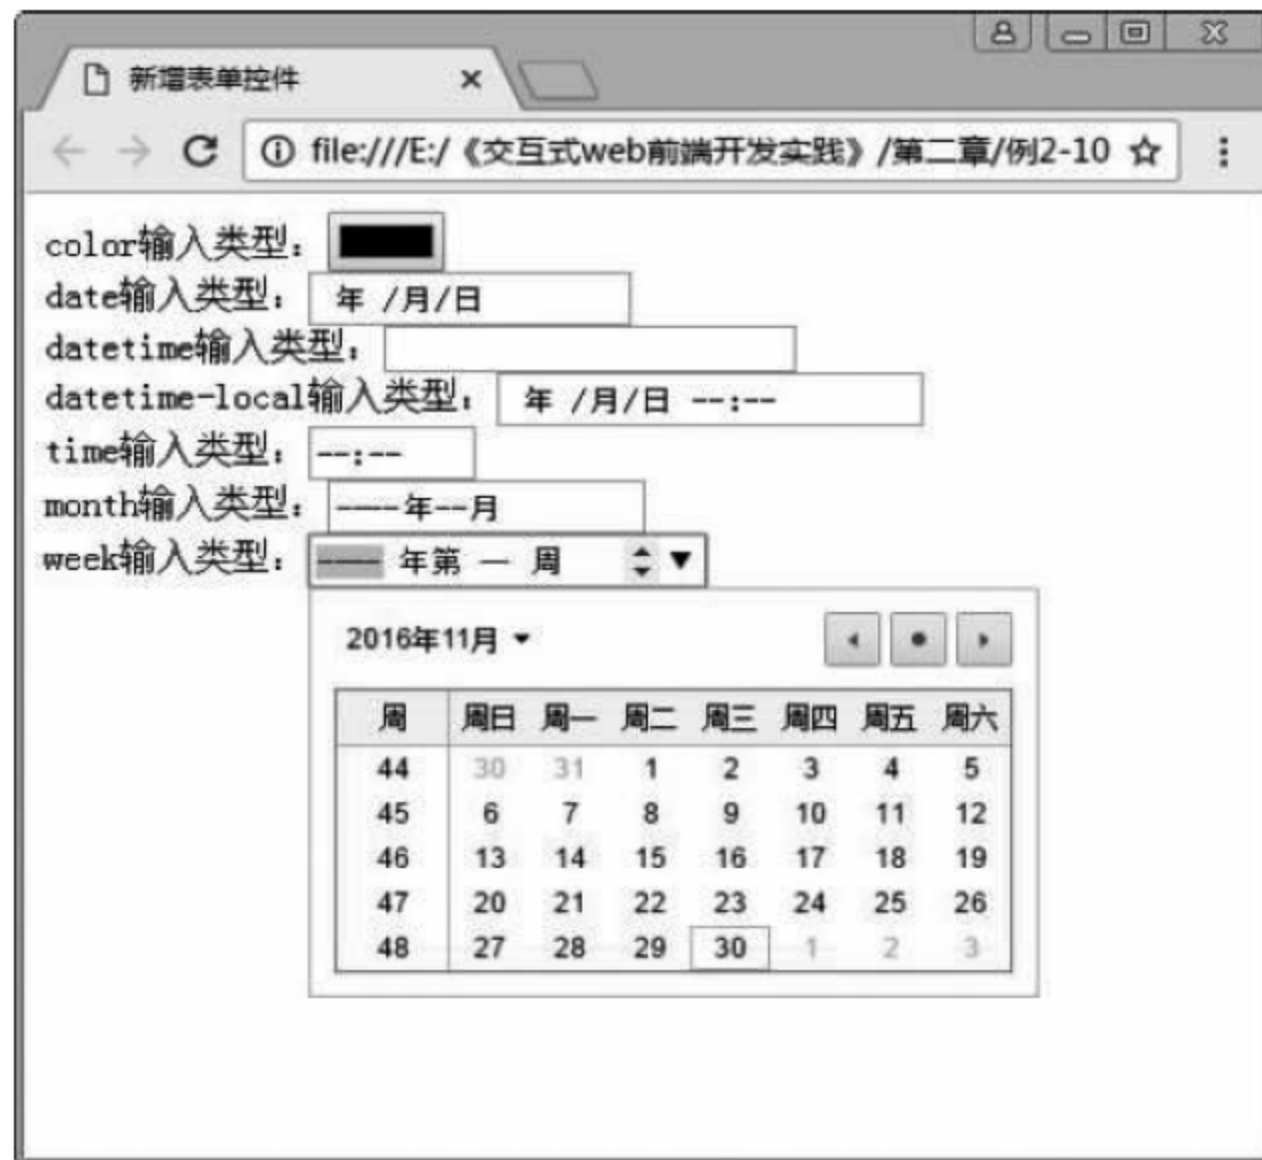 新增表单控件
file:///E:/《交互式web前端开发实践》/第二章/例2-10
color输入类型：
date输入类型： 年 /月/日
datetime输入类型：
datetime-local输入类型： 年 /月/日 --:--
time输入类型： --:--
month输入类型： ----年--月
week输入类型： ---- 年第 -- 周
2016年11月
周 周日 周一 周二 周三 周四 周五 周六
44 30 31 1 2 3 4 5
45 6 7 8 9 10 11 12
46 13 14 15 16 17 18 19
47 20 21 22 23 24 25 26
48 27 28 29 30 1 2 3